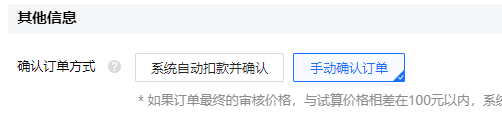 其他信息
确认订单方式 ? 系统自动扣款并确认 手动确认订单
* 如果订单最终的审核价格，与试算价格相差在100元以内，系